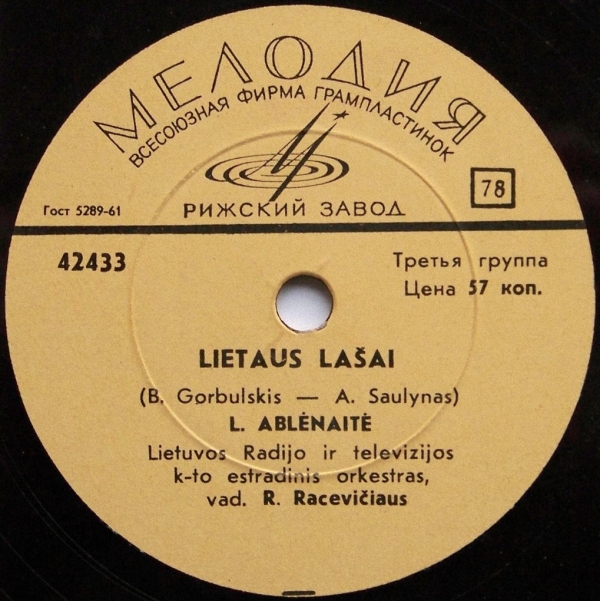 МЕЛОДИЯ
ВСЕСОЮЗНАЯ ФИРМА ГРАМПЛАСТИНОК
78
Гост 5289-61
РИЖСКИЙ ЗАВОД
42433
Третья группа
Цена 57 коп.
LIETAUS LAŠAI
(B. Gorbulskis — A. Saulynas)
L. ABLĖNAITĖ
Lietuvos Radijo ir televizijos
k-to estradinis orkestras,
vad. R. Racevičiaus